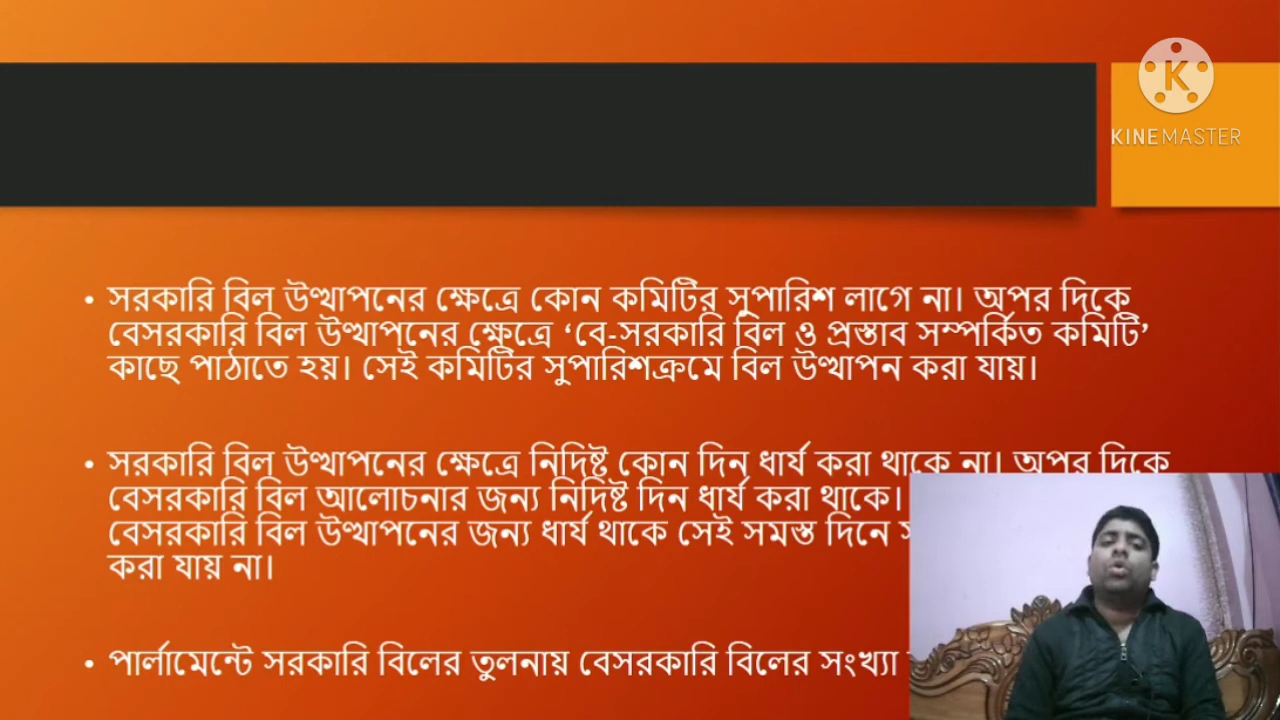 KINEMASTER
• সরকারি বিল উত্থাপনের ক্ষেত্রে কোন কমিটির সুপারিশ লাগে না। অপর দিকে
বেসরকারি বিল উত্থাপনের ক্ষেত্রে ‘বে-সরকারি বিল ও প্রস্তাব সম্পর্কিত কমিটি’
কাছে পাঠাতে হয়। সেই কমিটির সুপারিশক্রমে বিল উত্থাপন করা যায়।
• সরকারি বিল উত্থাপনের ক্ষেত্রে নিদিষ্ট কোন দিন ধার্য করা থাকে না। অপর দিকে
বেসরকারি বিল আলোচনার জন্য নিদিষ্ট দিন ধার্য করা থাকে।
বেসরকারি বিল উত্থাপনের জন্য ধার্য থাকে সেই সমস্ত দিনে
করা যায় না।
• পার্লামেন্টে সরকারি বিলের তুলনায় বেসরকারি বিলের সংখ্যা